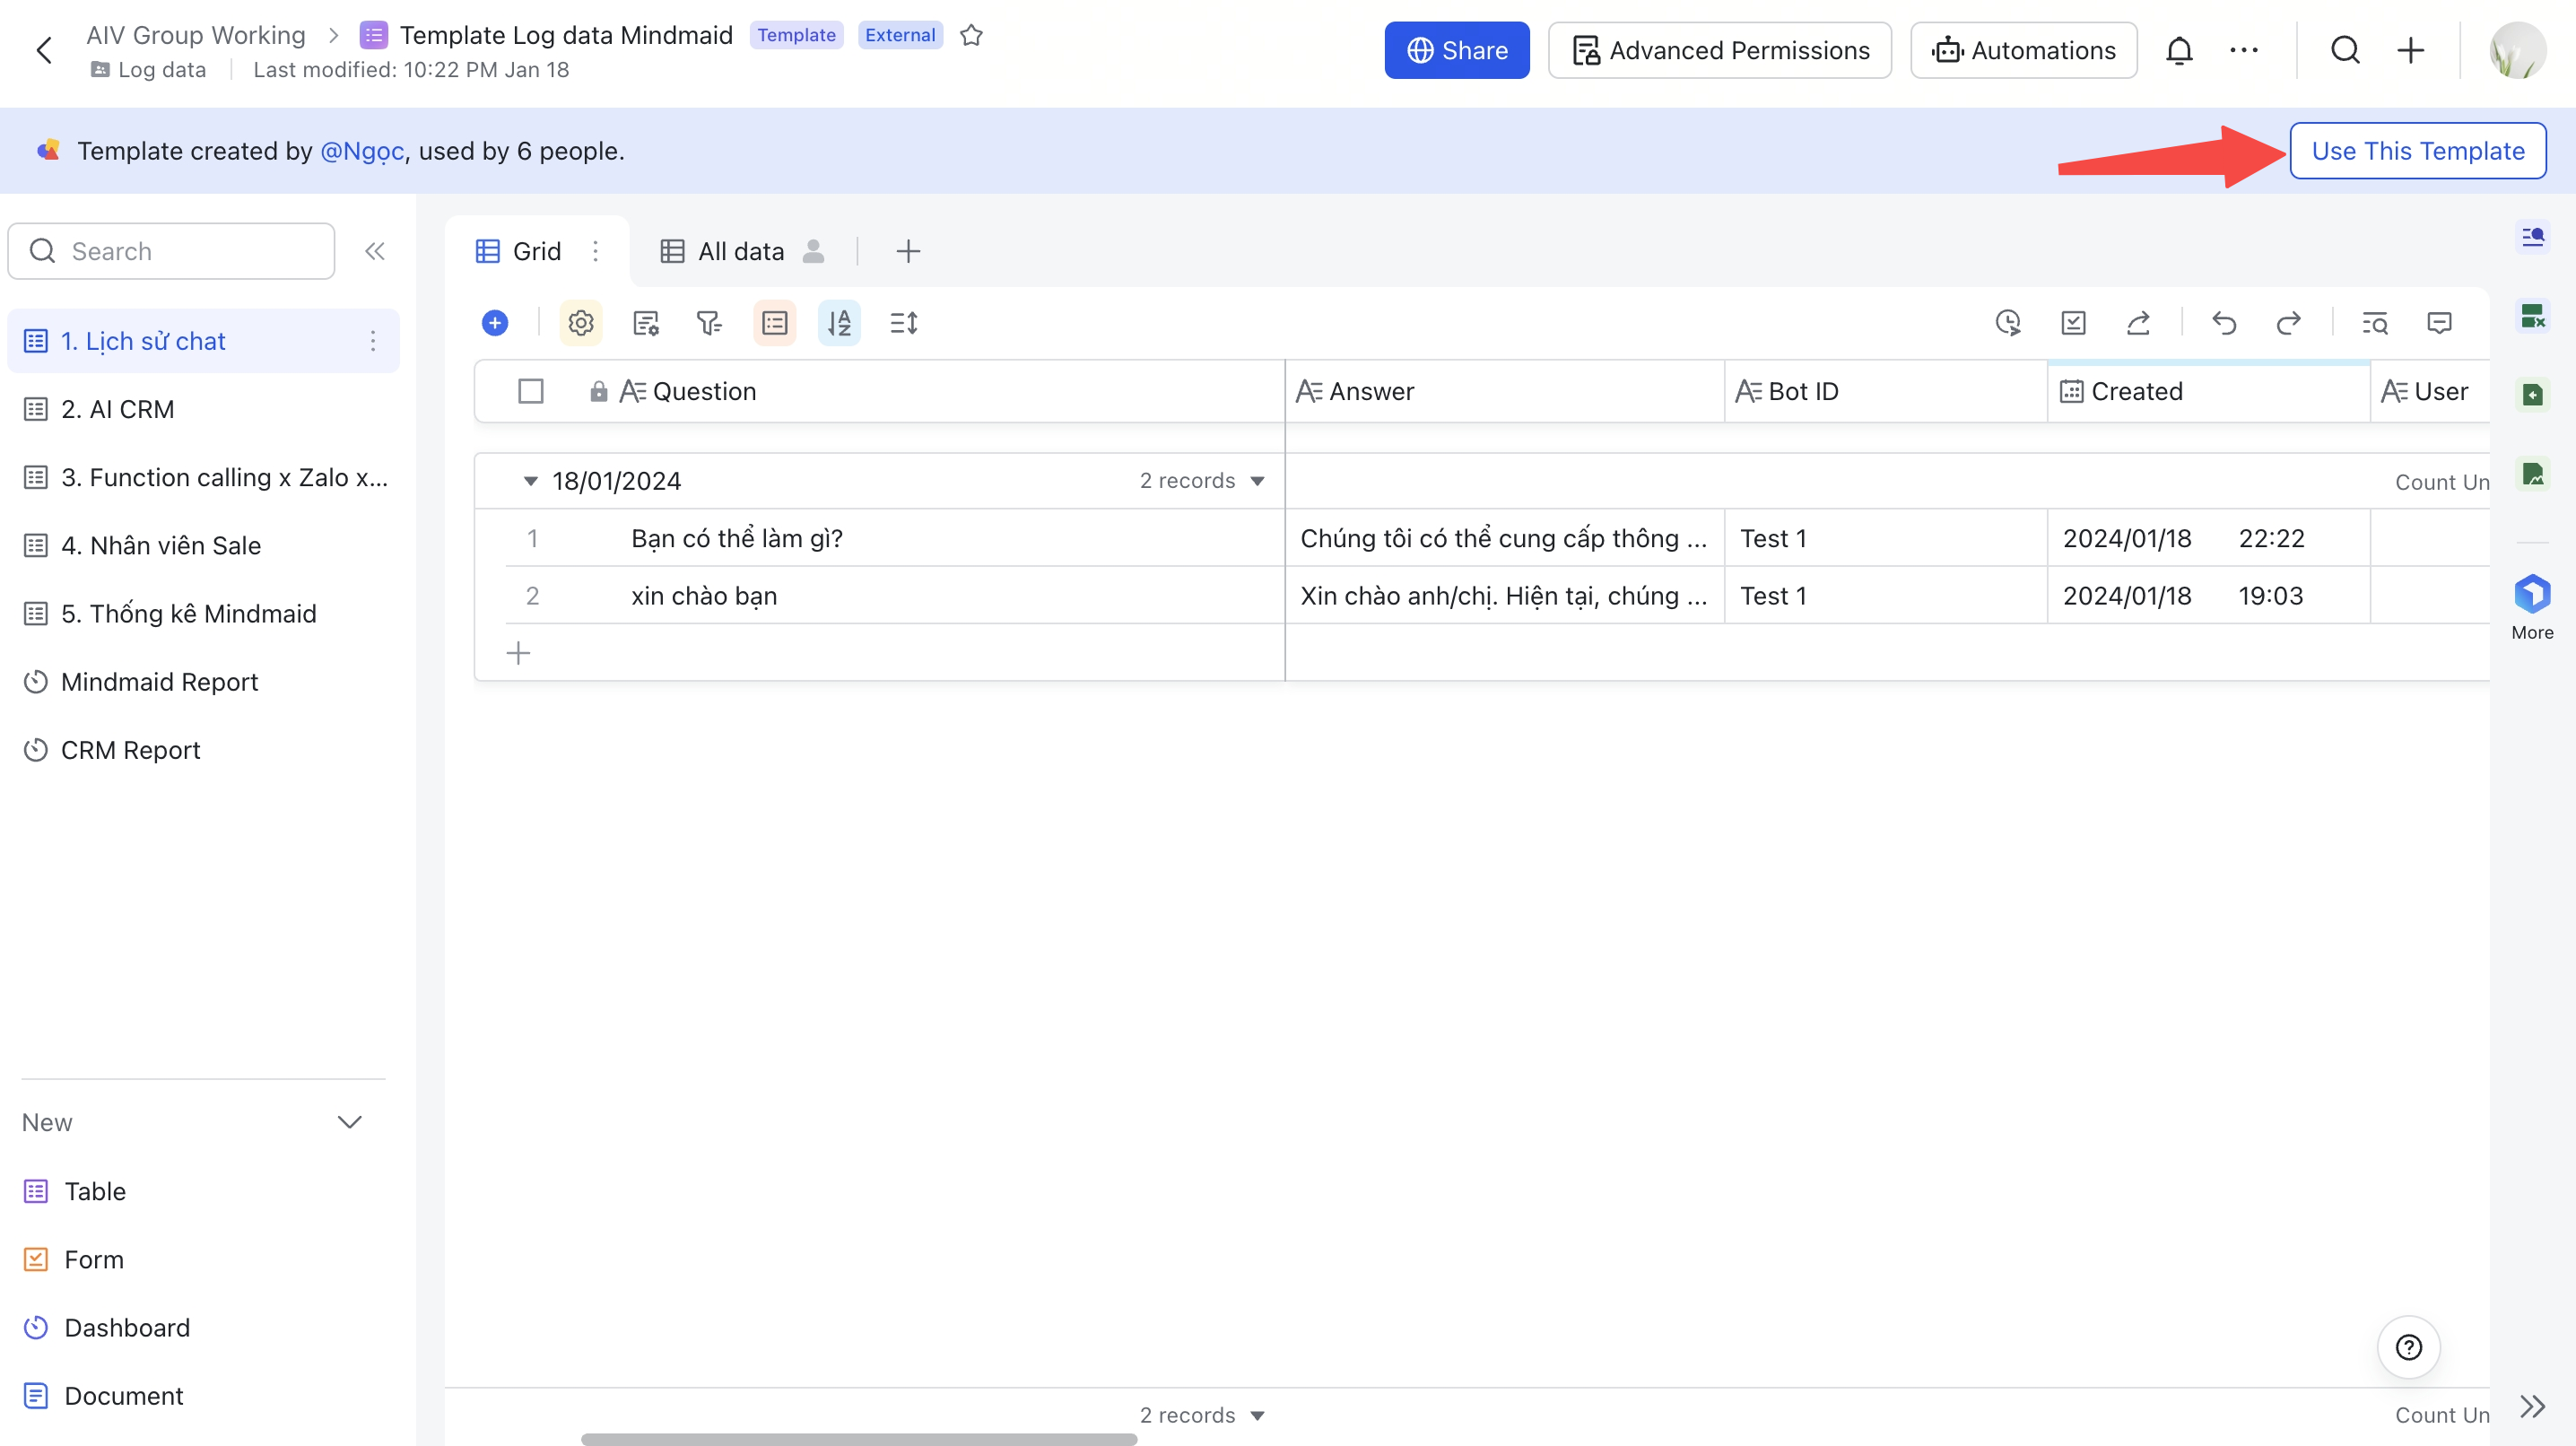 AIV Group Working > Template Log data Mindmaid Template External
Log data Last modified: 10:22 PM Jan 18
Share Advanced Permissions Automations
Template created by @Ngọc, used by 6 people.
Use This Template
Search
1. Lịch sử chat
2. AI CRM
3. Function calling x Zalo x...
4. Nhân viên Sale
5. Thống kê Mindmaid
Mindmaid Report
CRM Report
New
Table
Form
Dashboard
Document
Grid All data
Question Answer Bot ID Created User
18/01/2024 2 records Count Un
1 Bạn có thể làm gì? Chúng tôi có thể cung cấp thông ... Test 1 2024/01/18 22:22
2 xin chào bạn Xin chào anh/chị. Hiện tại, chúng ... Test 1 2024/01/18 19:03
2 records Count Un
More